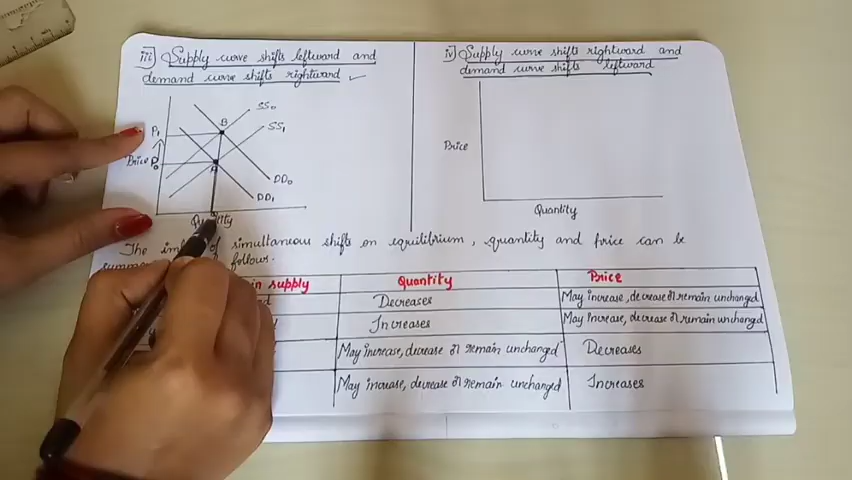 iii) Supply curve shifts leftward and
demand curve shifts rightward
B
SS0
SS1
P1
Price P0
A
DD0
DD1
Quantity
iv) Supply curve shifts rightward and
demand curve shifts leftward
Price
Quantity
The of simultaneous shifts on equilibrium, quantity and price can be
follows.
in supply Quantity Price
Decreases May increase, decrease or remain unchanged
Increases May increase, decrease or remain unchanged
May increase, decrease or remain unchanged Decreases
May increase, decrease or remain unchanged Increases